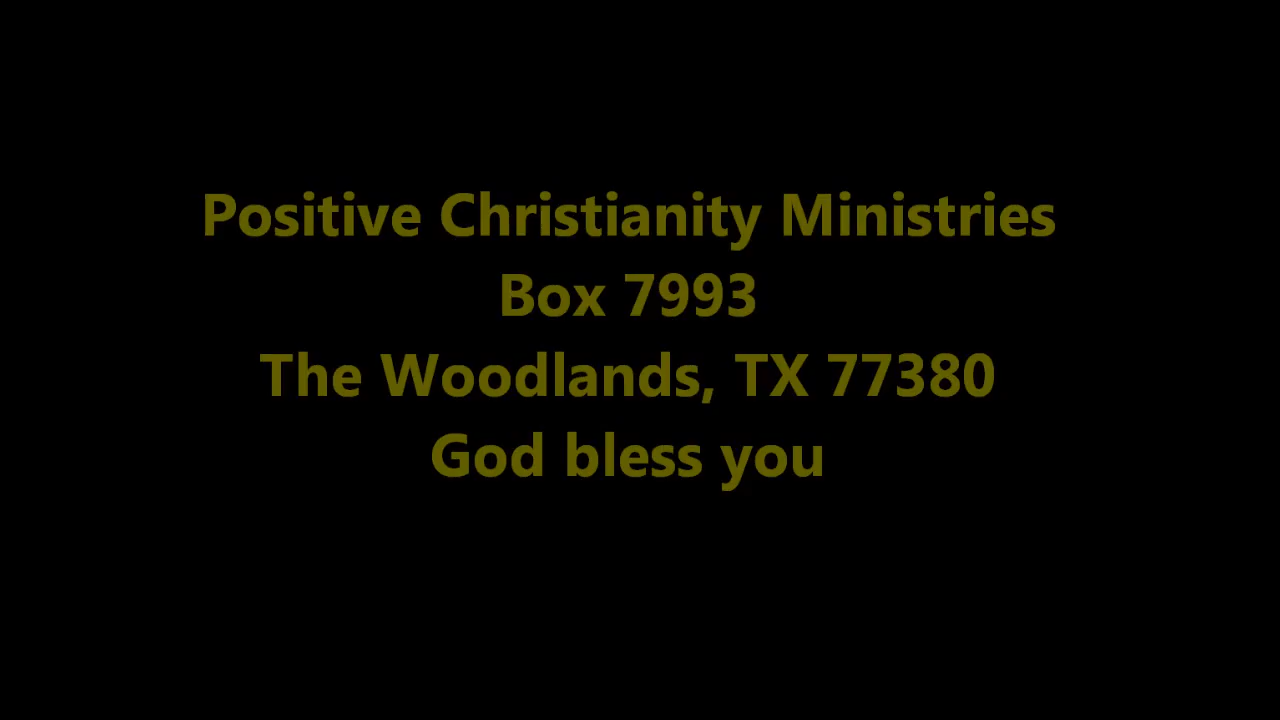 Positive Christianity Ministries
Box 7993
The Woodlands, TX 77380
God bless you